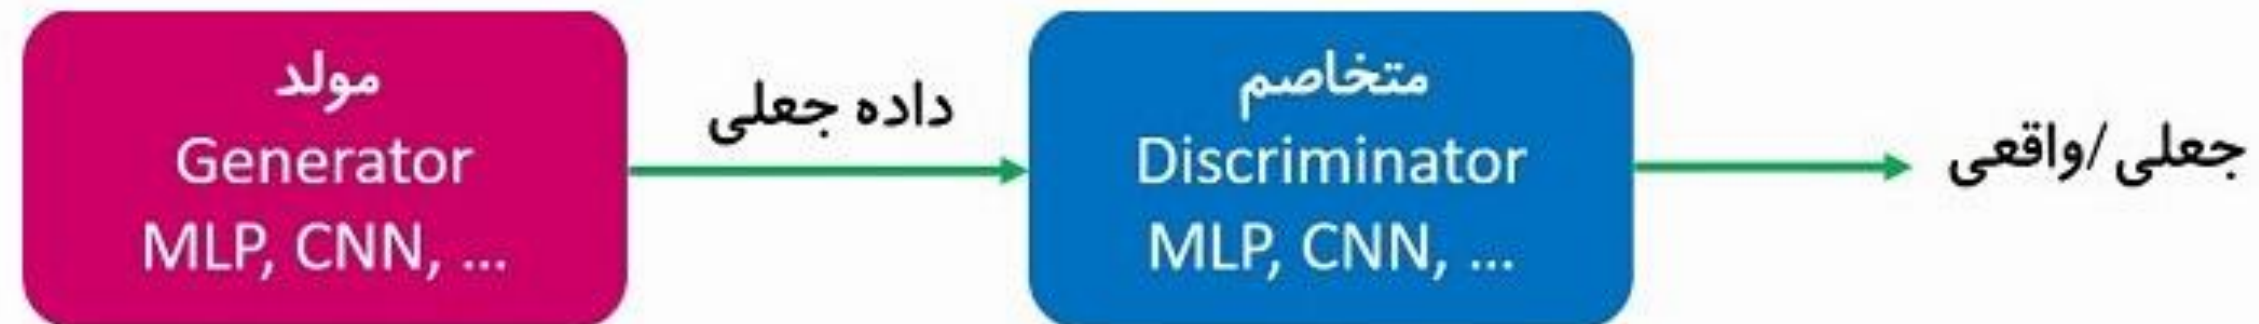 مولد
Generator
MLP, CNN, ...
داده جعلی
متخاصم
Discriminator
MLP, CNN, ...
جعلی/واقعی